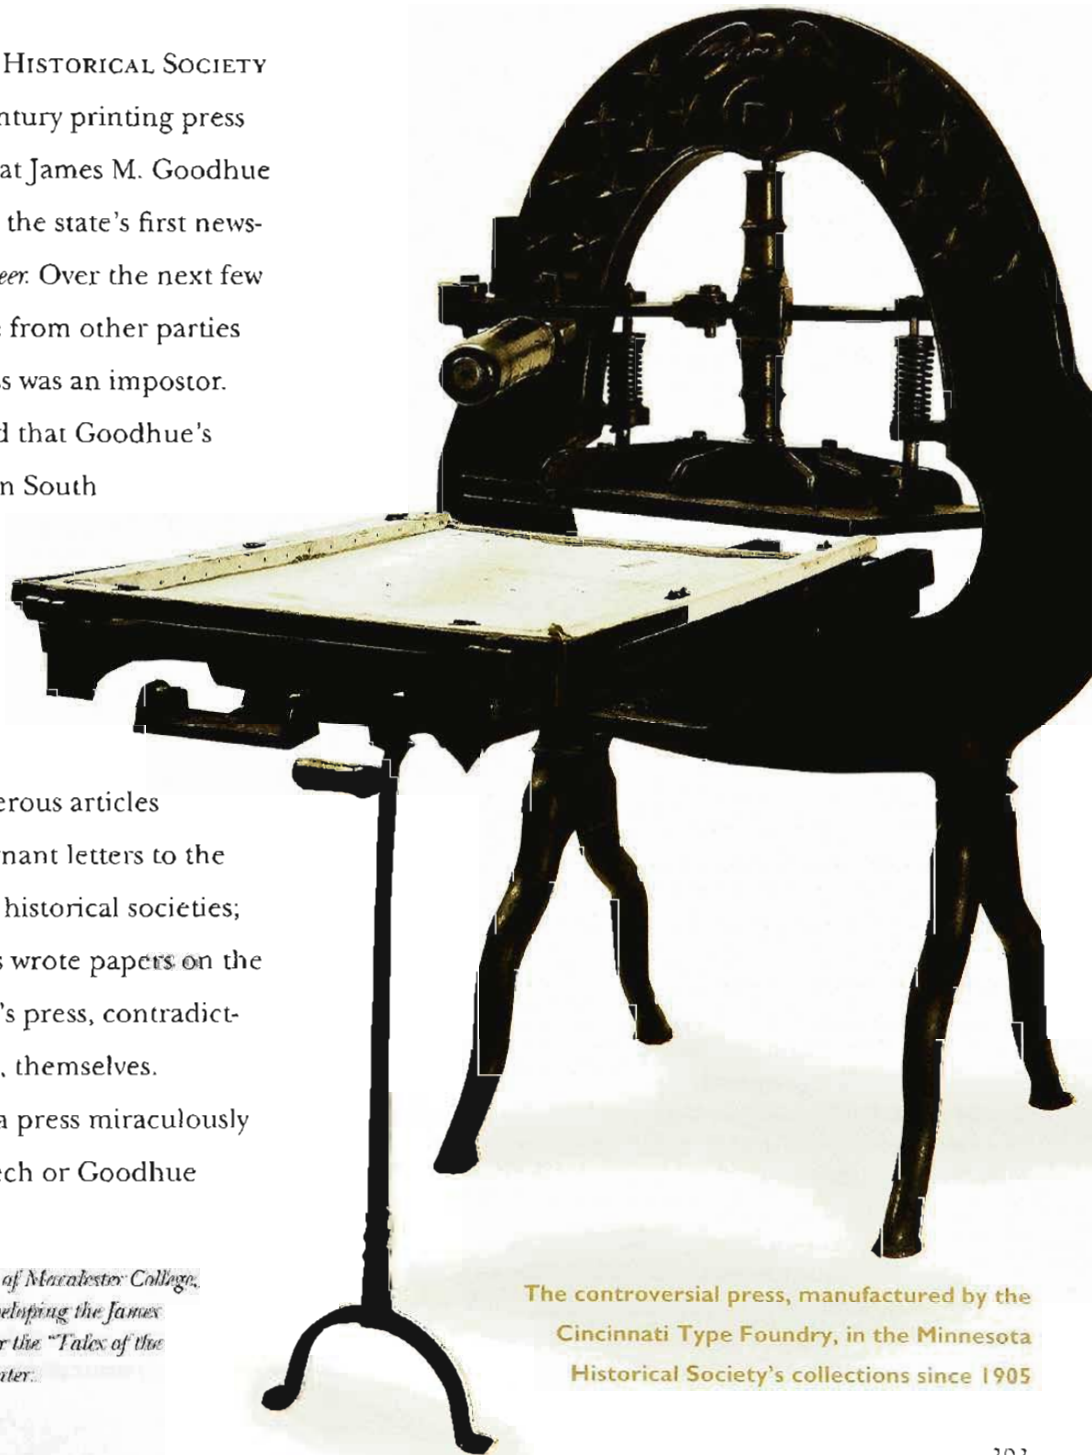 HISTORICAL SOCIETY
ntury printing press
at James M. Goodhue
the state's first news-
eer. Over the next few
from other parties
s was an impostor.
d that Goodhue's
n South
erous articles
nant letters to the
historical societies;
s wrote papers on the
's press, contradict-
, themselves.
a press miraculously
ech or Goodhue
of Macalester College,
eloping the James
r the "Tales of the
ater.
The controversial press, manufactured by the
Cincinnati Type Foundry, in the Minnesota
Historical Society's collections since 1905